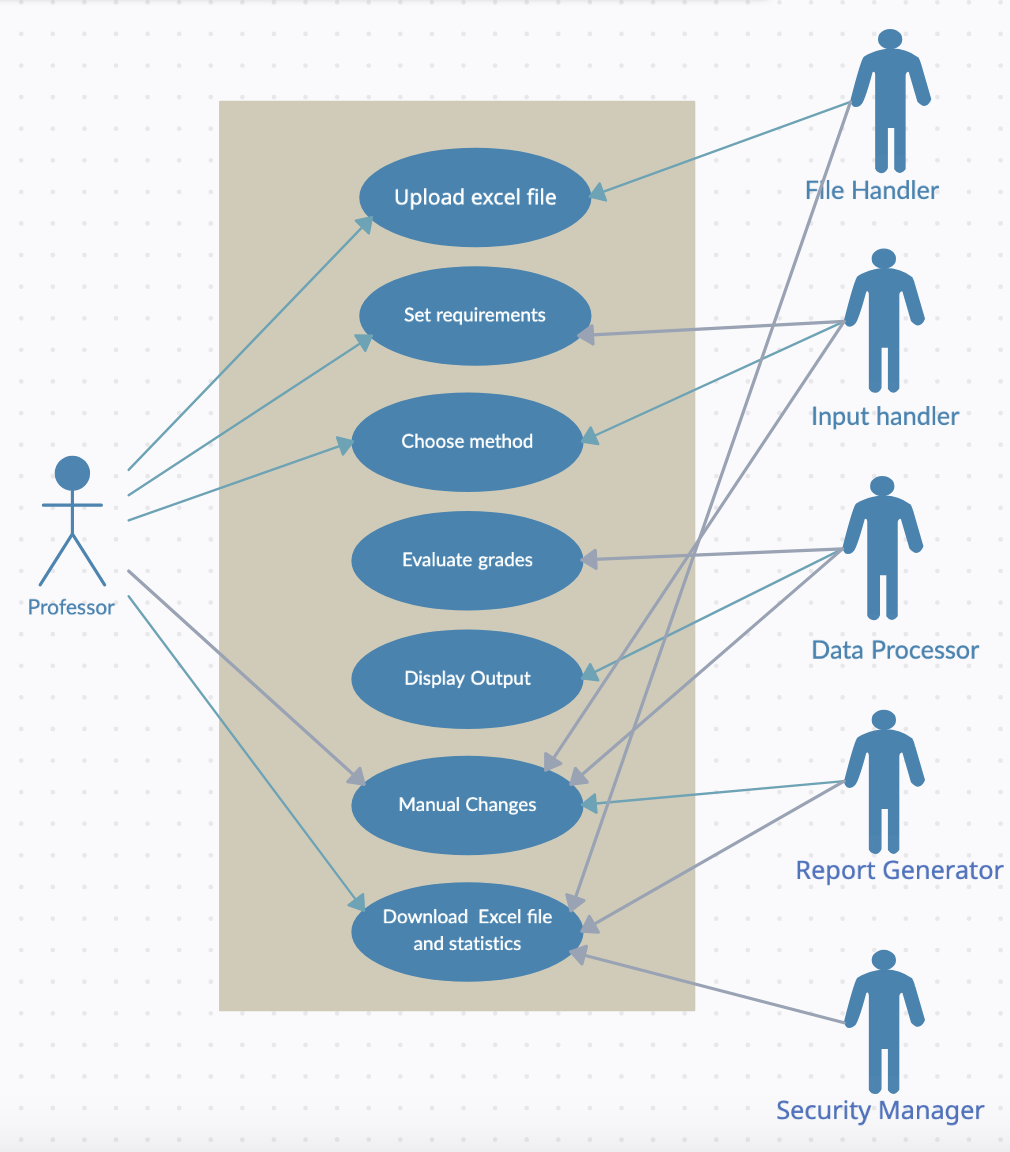 Upload excel file
Set requirements
Choose method
Evaluate grades
Display Output
Manual Changes
Download Excel file
and statistics
Professor
File Handler
Input handler
Data Processor
Report Generator
Security Manager